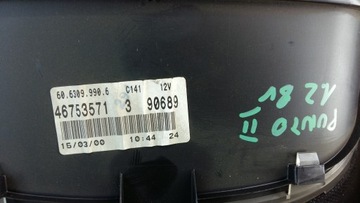 60.6309.990.6 C141 12V
46753571 3 90689
15/03/00 10:44 24
PUNTO II
1.2 8V